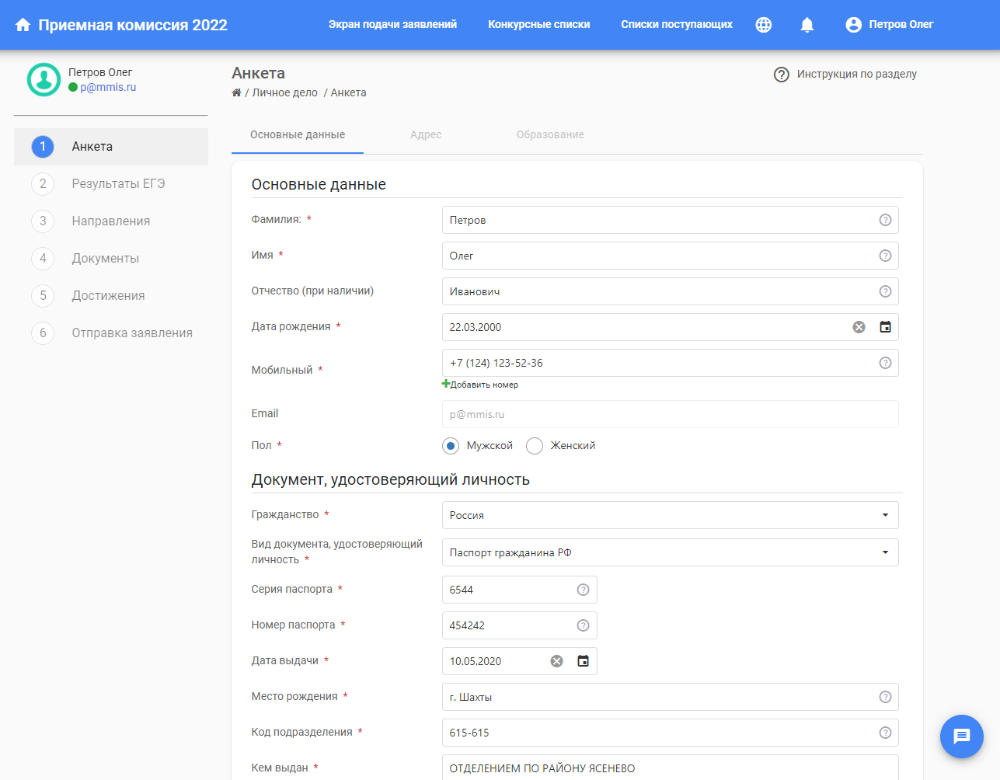 Приемная комиссия 2022
Экран подачи заявлений
Конкурсные списки
Списки поступающих
Петров Олег
Петров Олег
p@mmis.ru
1 Анкета
2 Результаты ЕГЭ
3 Направления
4 Документы
5 Достижения
6 Отправка заявления
Анкета
/ Личное дело / Анкета
? Инструкция по разделу
Основные данные
Адрес
Образование
Основные данные
Фамилия: * Петров ?
Имя * Олег ?
Отчество (при наличии) Иванович ?
Дата рождения * 22.03.2000
Мобильный * +7 (124) 123-52-36 ?
Добавить номер
Email p@mmis.ru
Пол * Мужской Женский
Документ, удостоверяющий личность
Гражданство * Россия
Вид документа, удостоверяющий
личность * Паспорт гражданина РФ
Серия паспорта * 6544 ?
Номер паспорта * 454242 ?
Дата выдачи * 10.05.2020
Место рождения * г. Шахты ?
Код подразделения * 615-615 ?
Кем выдан * ОТДЕЛЕНИЕМ ПО РАЙОНУ ЯСЕНЕВО